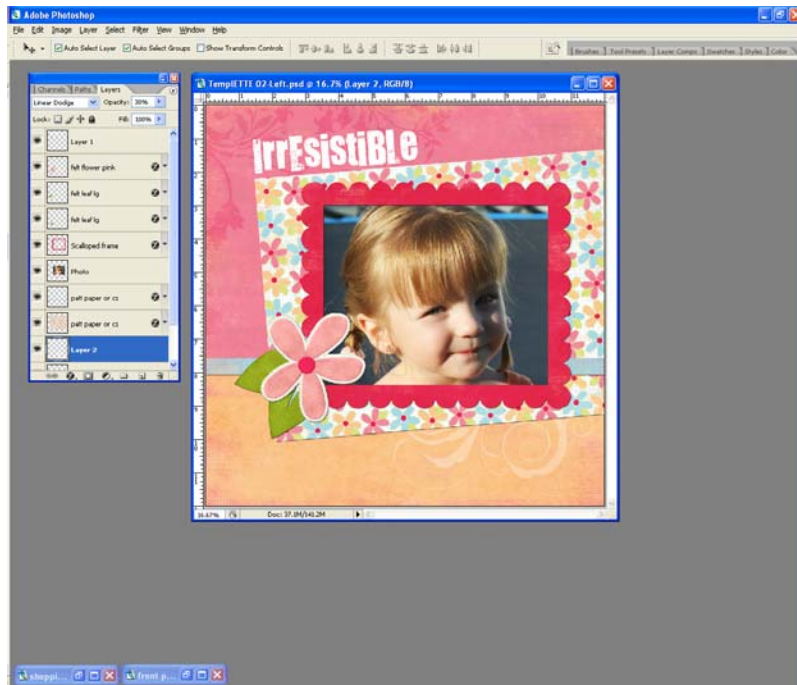 Adobe Photoshop
File Edit Image Layer Select Filter View Window Help
Auto Select Layer Auto Select Groups Show Transform Controls
Brushes Tool Presets Layer Comps Swatches Styles Color
Channels Paths Layers
Linear Dodge Opacity: 30%
Lock: Fill: 100%
Layer 1
felt flower pink
felt leaf lg
felt leaf lg
Scalloped frame
Photo
patt paper or cs
patt paper or cs
Layer 2
TemplETTE 02-Left.psd @ 16.7% (Layer 2, RGB/8)
IrrEsistiBLe
16.67% Doc: 37.1M/141.2M
shoppi... front p...